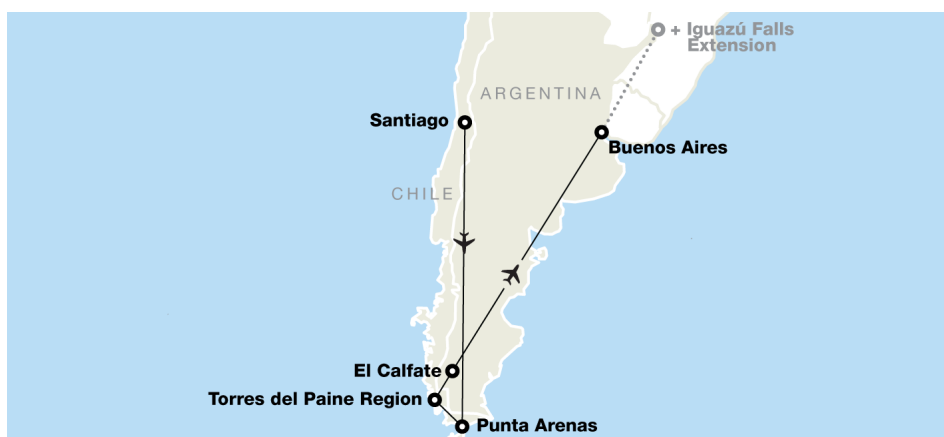 + Iguazú Falls
Extension
ARGENTINA
Santiago
Buenos Aires
CHILE
El Calfate
Torres del Paine Region
Punta Arenas